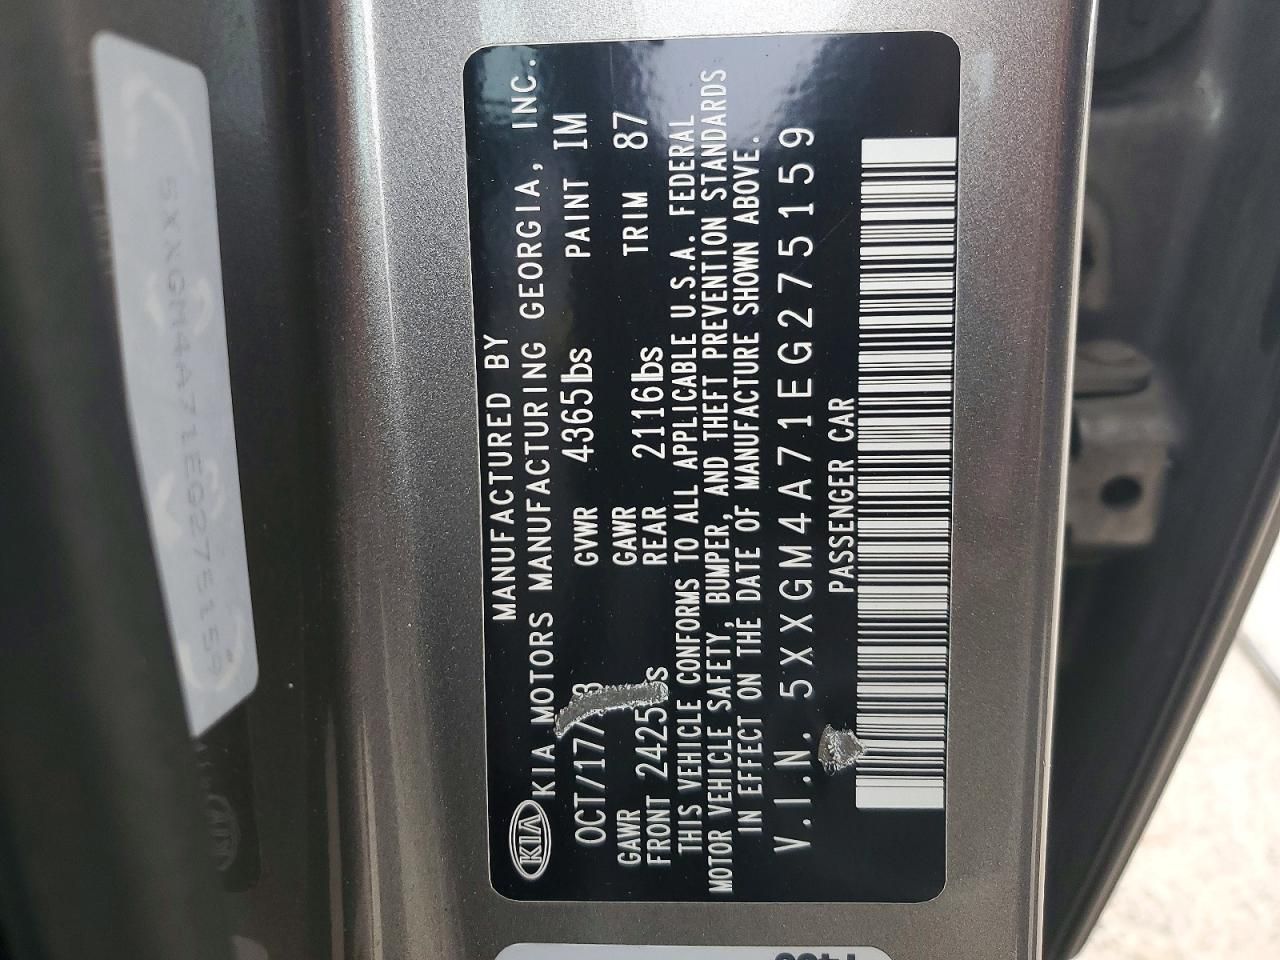 MANUFACTURED BY
KIA KIA MOTORS MANUFACTURING GEORGIA, INC.
OCT/17/ 3 GVWR 4365lbs PAINT IM
GAWR FRONT 2425 s GAWR REAR 2116lbs TRIM 87
THIS VEHICLE CONFORMS TO ALL APPLICABLE U.S.A. FEDERAL
MOTOR VEHICLE SAFETY, BUMPER, AND THEFT PREVENTION STANDARDS
IN EFFECT ON THE DATE OF MANUFACTURE SHOWN ABOVE.
V.I.N. 5XXGM4A71EG275159
PASSENGER CAR
5XXGM4A71EG275159